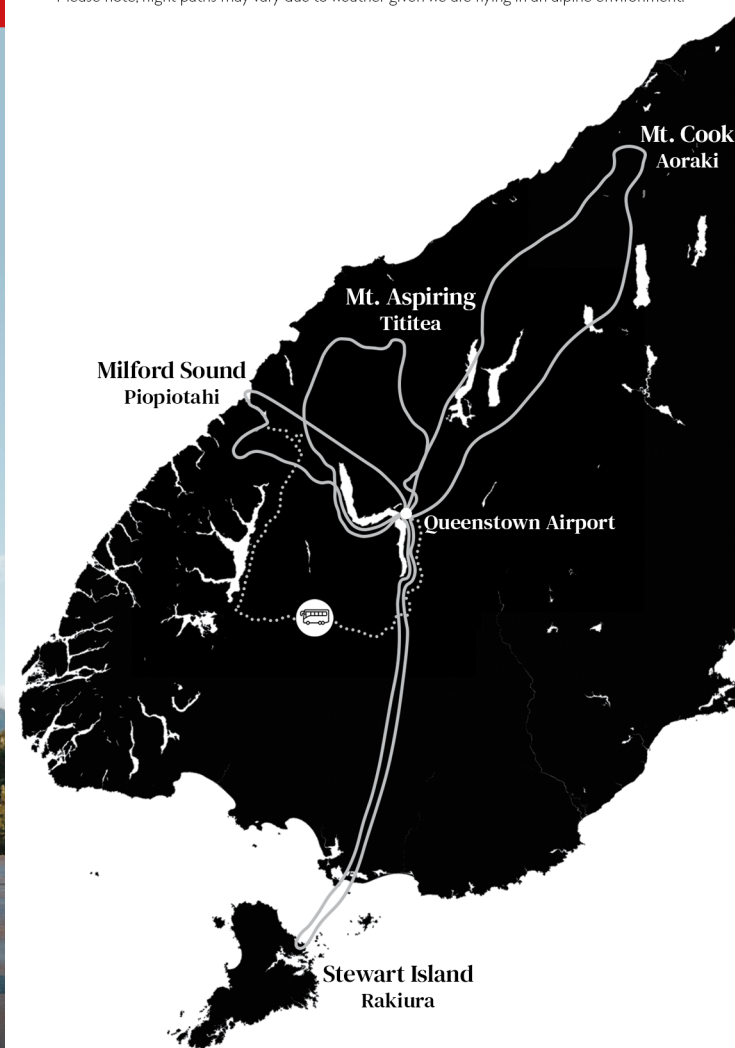 Please note, flight paths may vary due to weather given we are flying in an alpine environment.
Mt. Cook
Aoraki
Mt. Aspiring
Tititea
Milford Sound
Piopiotahi
Queenstown Airport
Stewart Island
Rakiura